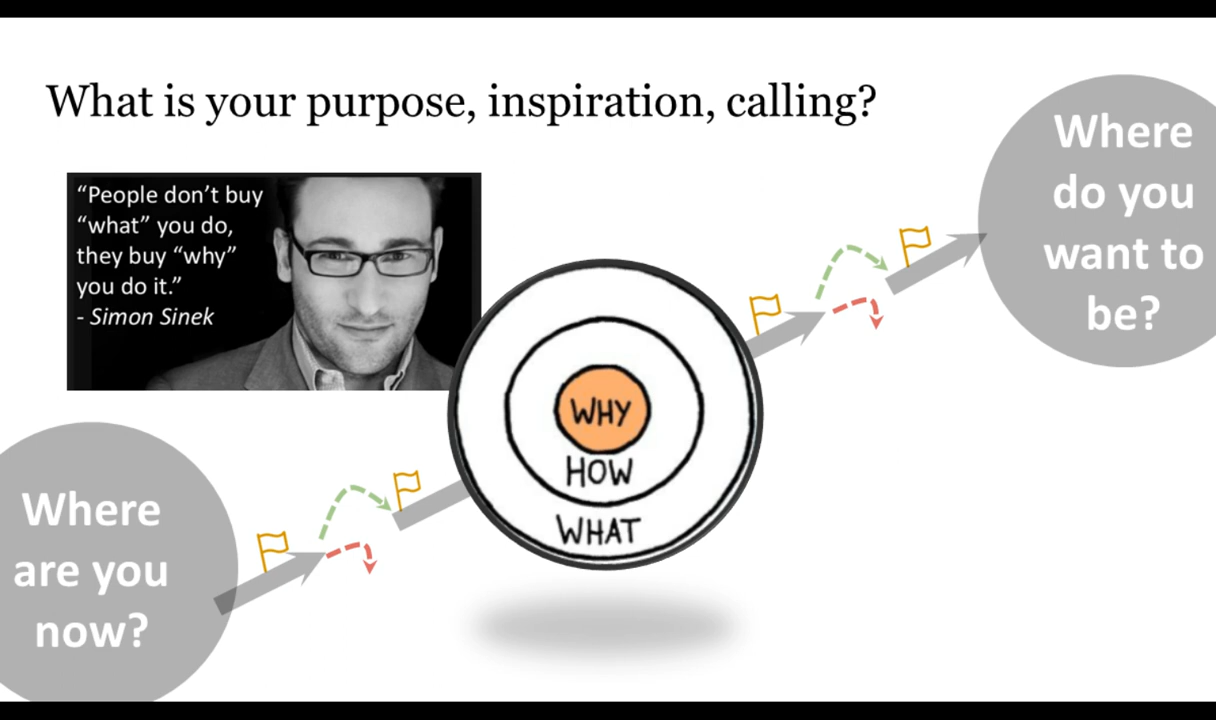 What is your purpose, inspiration, calling?
“People don’t buy
“what” you do,
they buy “why”
you do it.”
- Simon Sinek
Where
do you
want to
be?
WHY
HOW
WHAT
Where
are you
now?